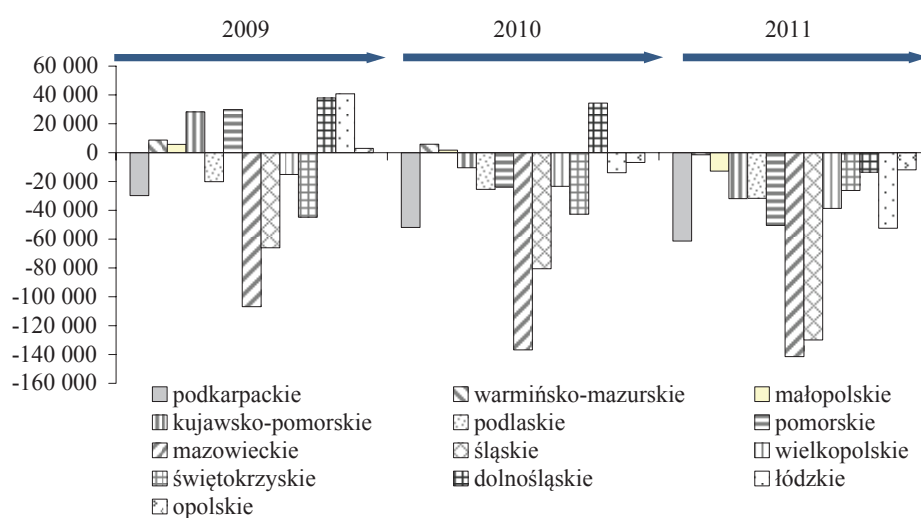 2009 2010 2011
60 000
40 000
20 000
0
-20 000
-40 000
-60 000
-80 000
-100 000
-120 000
-140 000
-160 000
podkarpackie warmińsko-mazurskie małopolskie
kujawsko-pomorskie podlaskie pomorskie
mazowieckie śląskie wielkopolskie
świętokrzyskie dolnośląskie łódzkie
opolskie